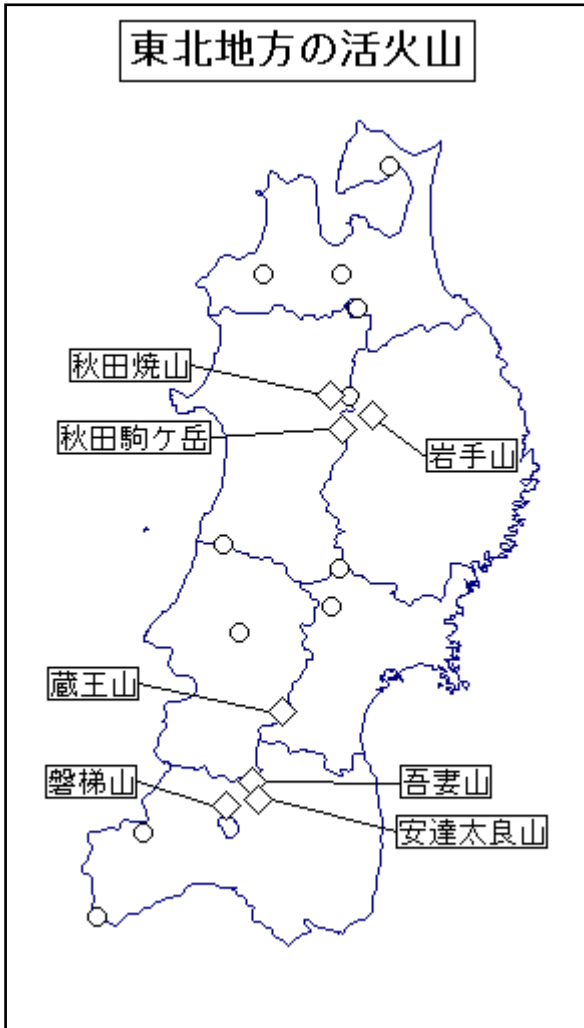 東北地方の活火山
秋田焼山
秋田駒ケ岳
岩手山
蔵王山
磐梯山
吾妻山
安達太良山